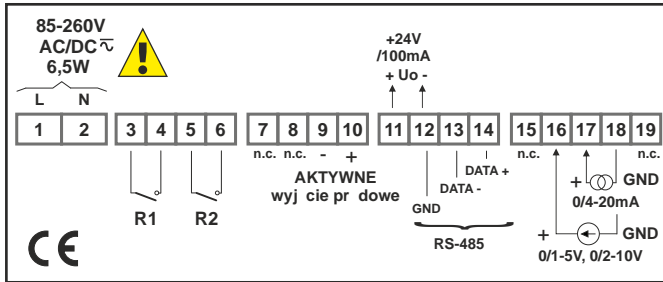 85-260V
AC/DC
6,5W
L N
+24V
/100mA
+ Uo -
1 2 3 4 5 6 7 8 9 10 11 12 13 14 15 16 17 18 19
n.c. n.c. - +
n.c. n.c.
AKTYWNE
wyj cie pr dowe
R1 R2
GND
DATA -
DATA +
RS-485
+ GND
0/4-20mA
+ GND
0/1-5V, 0/2-10V
CE